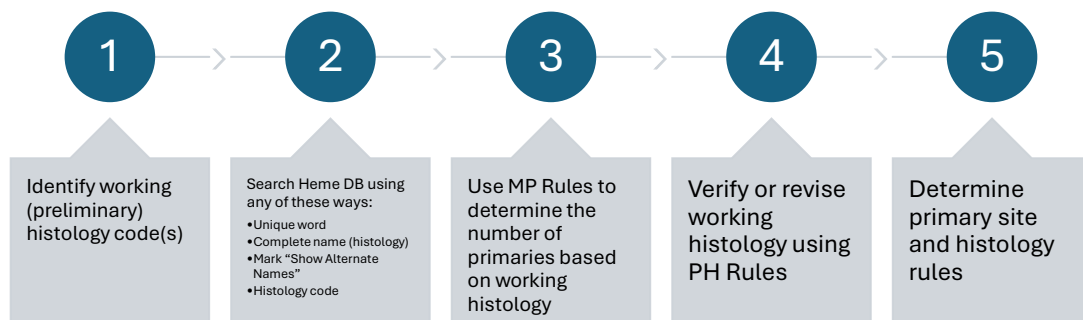 1
2
3
4
5
Identify working
(preliminary)
histology code(s)
Search Heme DB using
any of these ways:
•Unique word
•Complete name (histology)
•Mark “Show Alternate
Names”
•Histology code
Use MP Rules to
determine the
number of
primaries based
on working
histology
Verify or revise
working
histology using
PH Rules
Determine
primary site
and histology
rules